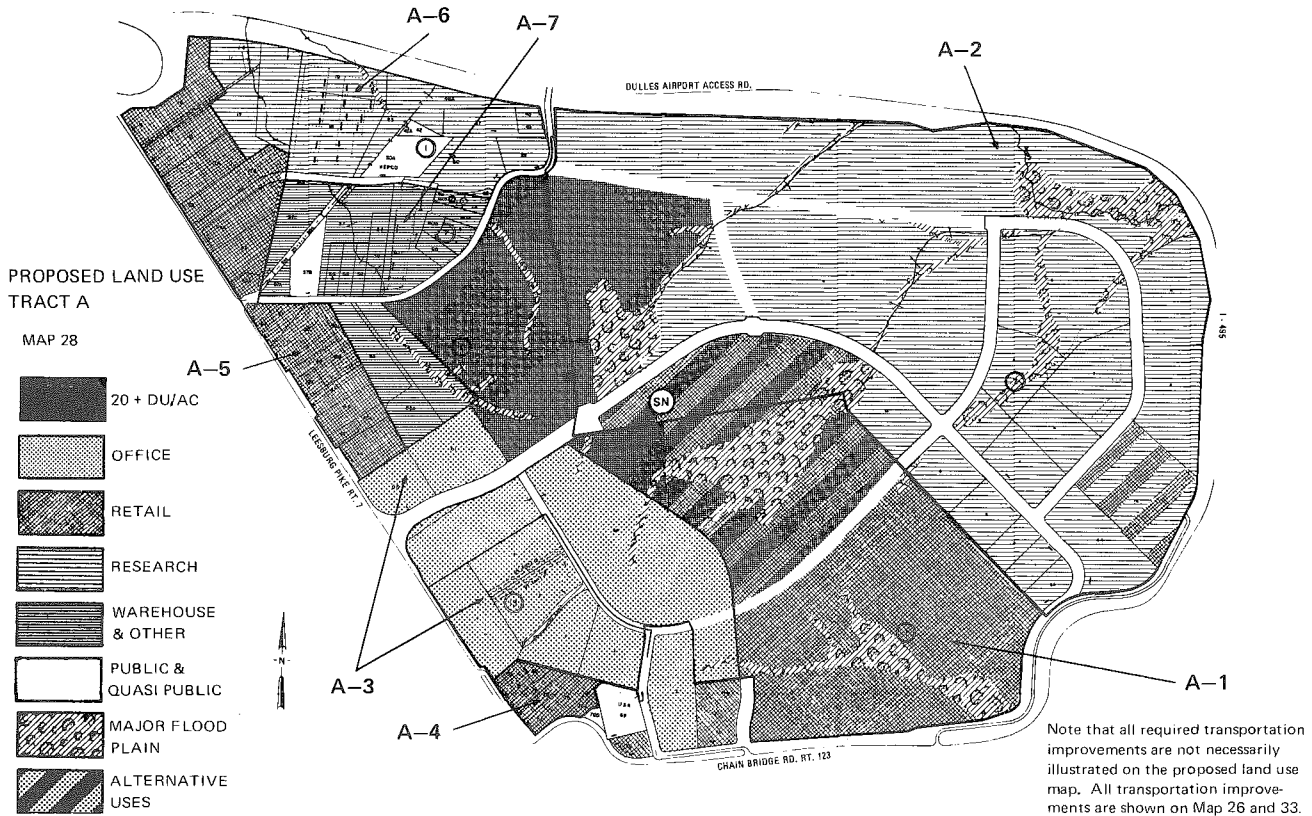 A-6
A-7
A-2
DULLES AIRPORT ACCESS RD.
I-495
PROPOSED LAND USE
TRACT A
MAP 28
A-5
LEESBURG PIKE RT. 7
SN
20 + DU/AC
OFFICE
RETAIL
RESEARCH
WAREHOUSE
& OTHER
PUBLIC &
QUASI PUBLIC
MAJOR FLOOD
PLAIN
ALTERNATIVE
USES
-N-
A-3
A-4
A-1
CHAIN BRIDGE RD. RT. 123
Note that all required transportation
improvements are not necessarily
illustrated on the proposed land use
map. All transportation improve-
ments are shown on Map 26 and 33.